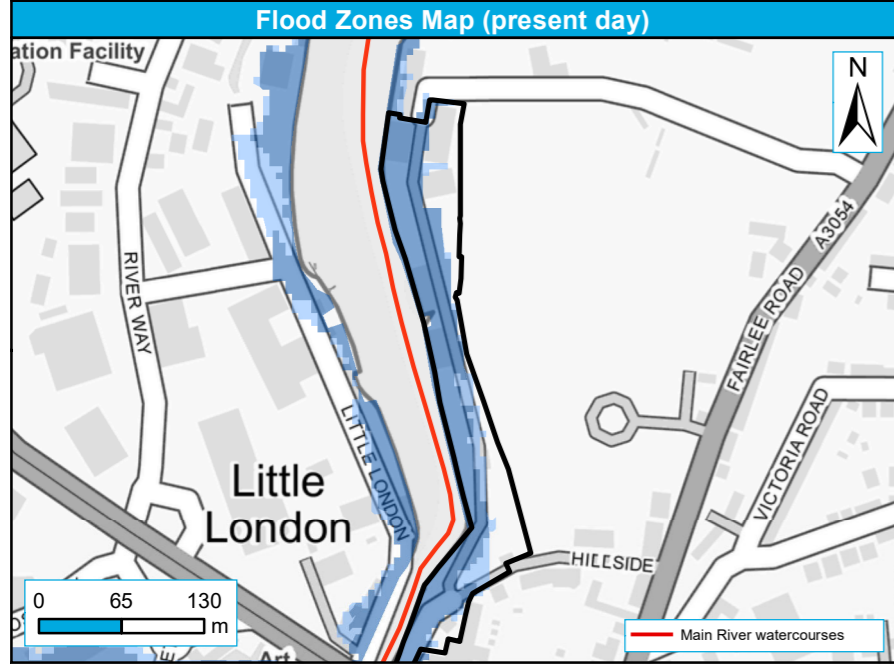 Flood Zones Map (present day)
ation Facility
N
RIVER WAY
A3054
FAIRLEE ROAD
VICTORIA ROAD
LITTLE LONDON
Little
London
HILLSIDE
0 65 130
m
Main River watercourses
Art